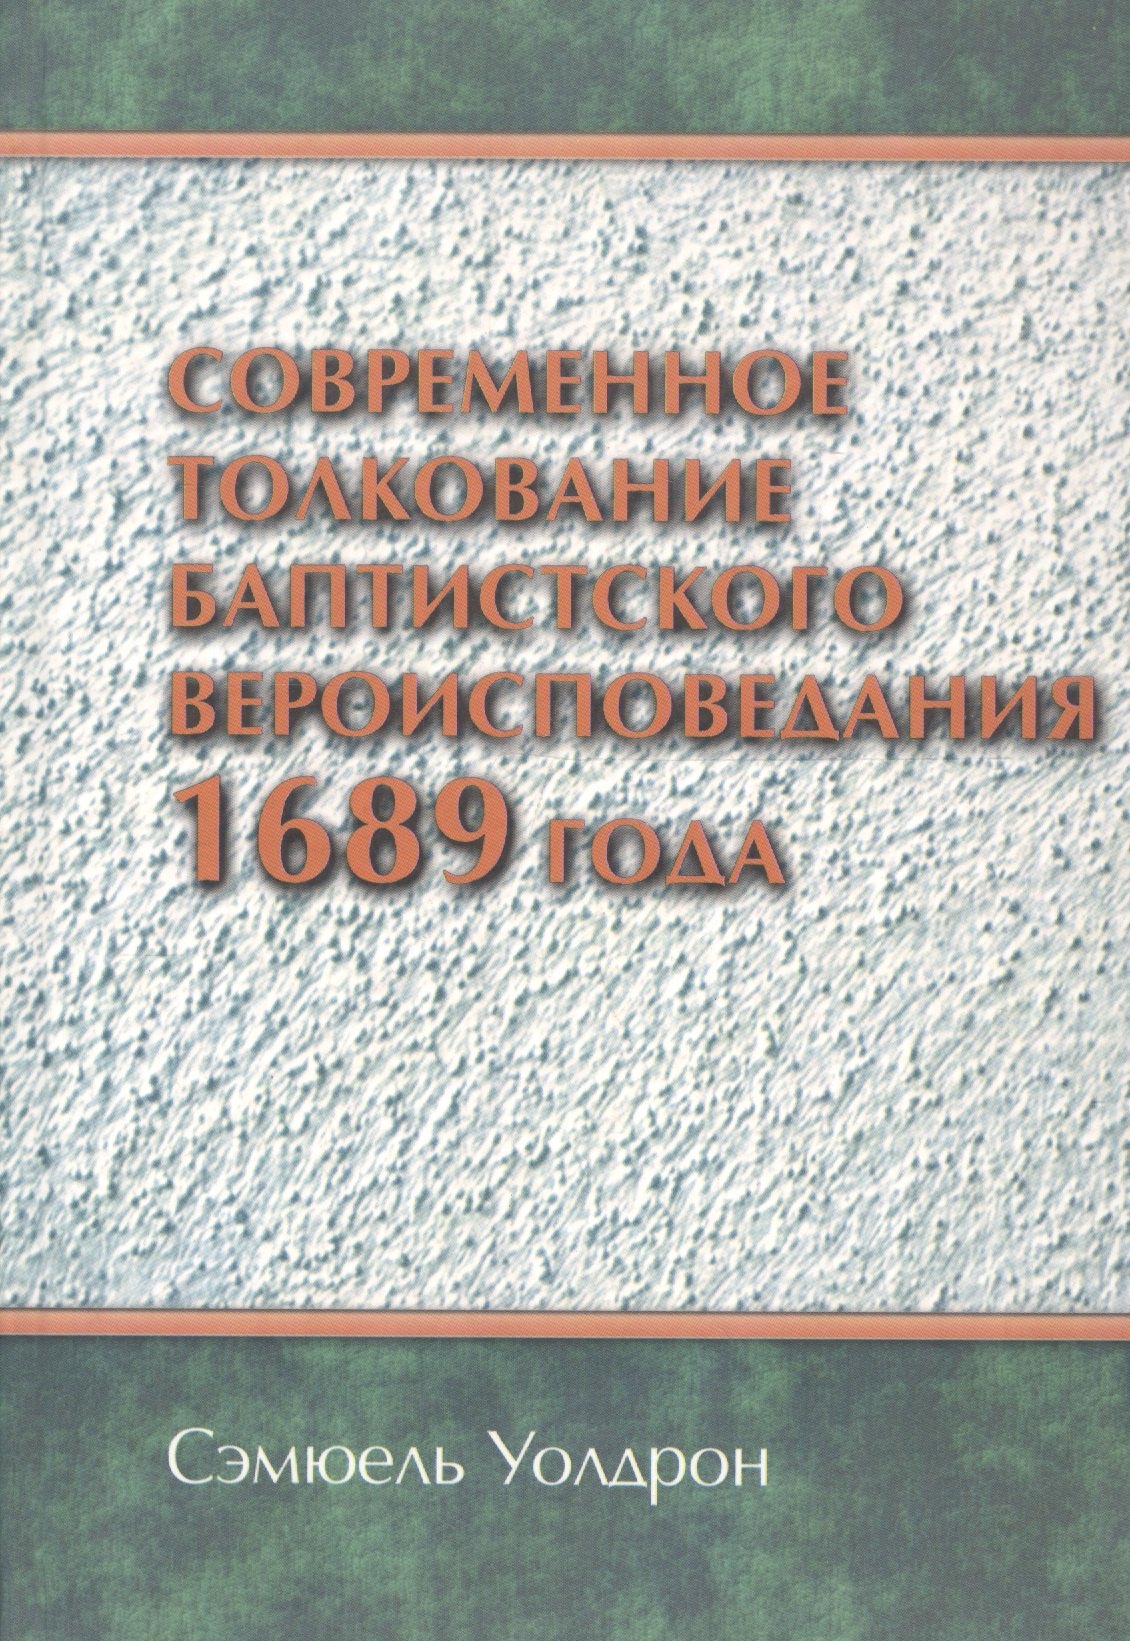 СОВРЕМЕННОЕ
ТОЛКОВАНИЕ
БАПТИСТСКОГО
ВЕРОИСПОВЕДАНИЯ
1689 ГОДА
Сэмюель Уолдрон